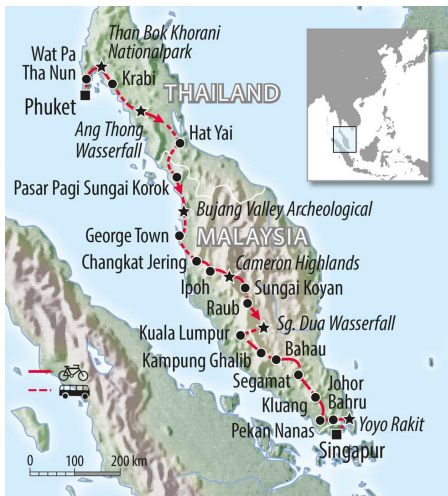 Than Bok Khorani
Nationalpark
Wat Pa
Tha Nun
Krabi
Phuket
THAILAND
Ang Thong
Wasserfall
Hat Yai
Pasar Pagi Sungai Korok
Bujang Valley Archeological
George Town
MALAYSIA
Changkat Jering
Cameron Highlands
Ipoh
Sungai Koyan
Raub
Sg. Dua Wasserfall
Kuala Lumpur
Kampung Ghalib
Bahau
Segamat
Johor
Bahru
Kluang
Yoyo Rakit
Pekan Nanas
Singapur
0 100 200 km